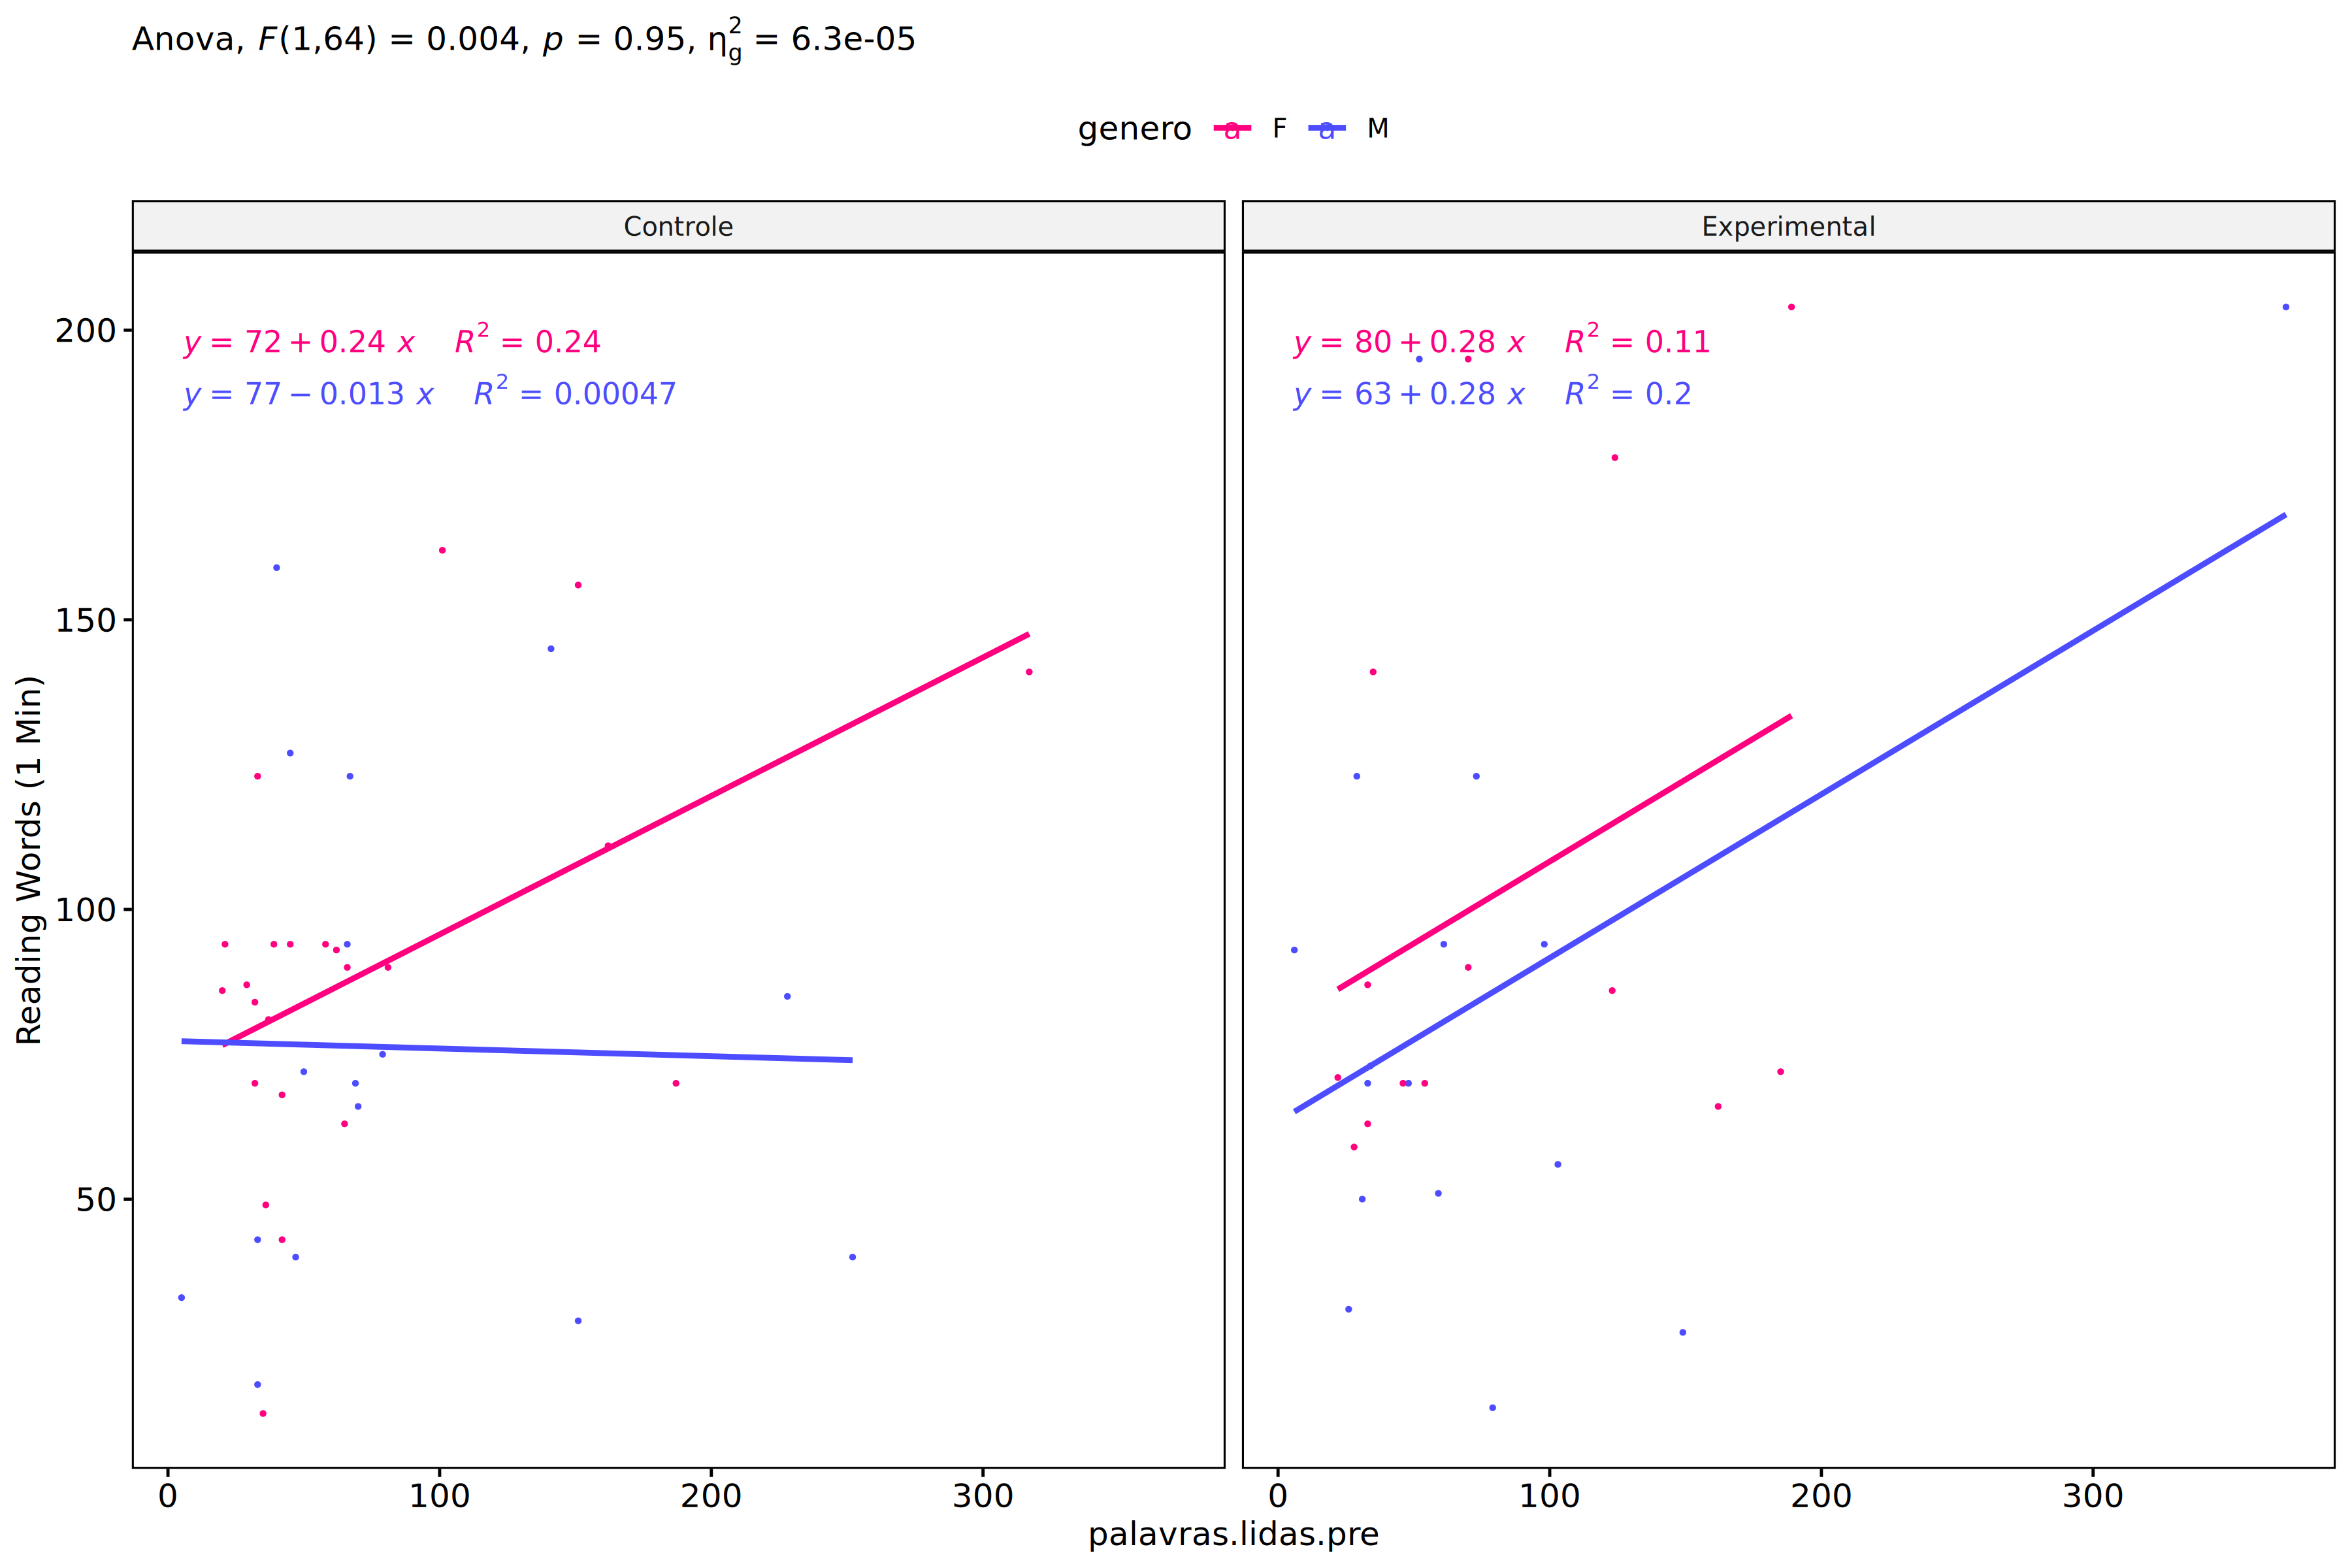 Anova, F(1,64) = 0.004, p = 0.95, η²g = 6.3e-05
genero a F a M
Controle
Experimental
y = 72 + 0.24 x R² = 0.24
y = 77 − 0.013 x R² = 0.00047
y = 80 + 0.28 x R² = 0.11
y = 63 + 0.28 x R² = 0.2
Reading Words (1 Min)
200
150
100
50
0 100 200 300
0 100 200 300
palavras.lidas.pre